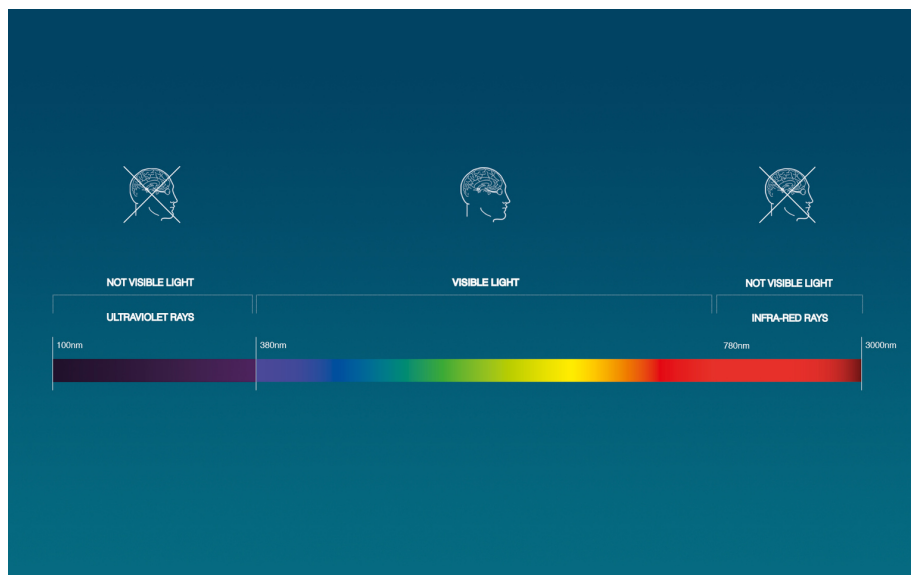 NOT VISIBLE LIGHT
VISIBLE LIGHT
NOT VISIBLE LIGHT
ULTRAVIOLET RAYS
INFRA-RED RAYS
100nm
380nm
780nm
3000nm